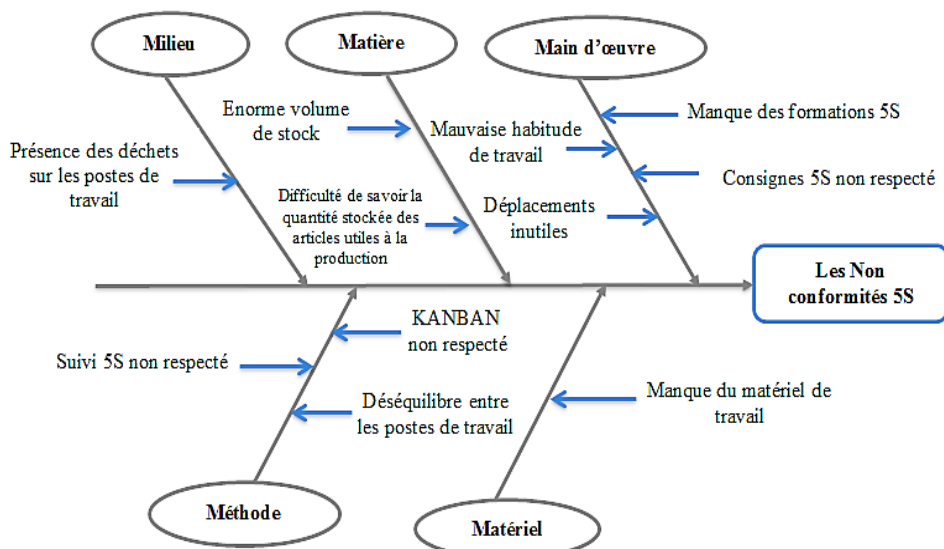 Milieu
Matière
Main d'œuvre
Enorme volume
de stock
Manque des formations 5S
Mauvaise habitude
de travail
Présence des déchets
sur les postes de
travail
Consignes 5S non respecté
Difficulté de savoir la
quantité stockée des
articles utiles à la
production
Déplacements
inutiles
Les Non
conformités 5S
KANBAN
non respecté
Suivi 5S non respecté
Manque du matériel de
travail
Déséquilibre entre
les postes de travail
Méthode
Matériel